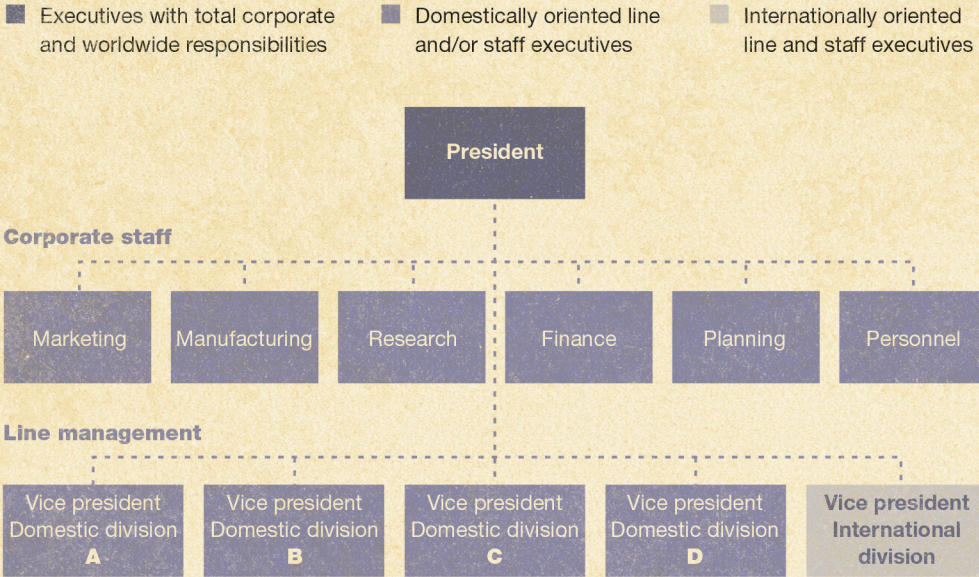 Executives with total corporate
and worldwide responsibilities
Domestically oriented line
and/or staff executives
Internationally oriented
line and staff executives
President
Corporate staff
Marketing
Manufacturing
Research
Finance
Planning
Personnel
Line management
Vice president
Domestic division
A
Vice president
Domestic division
B
Vice president
Domestic division
C
Vice president
Domestic division
D
Vice president
International
division